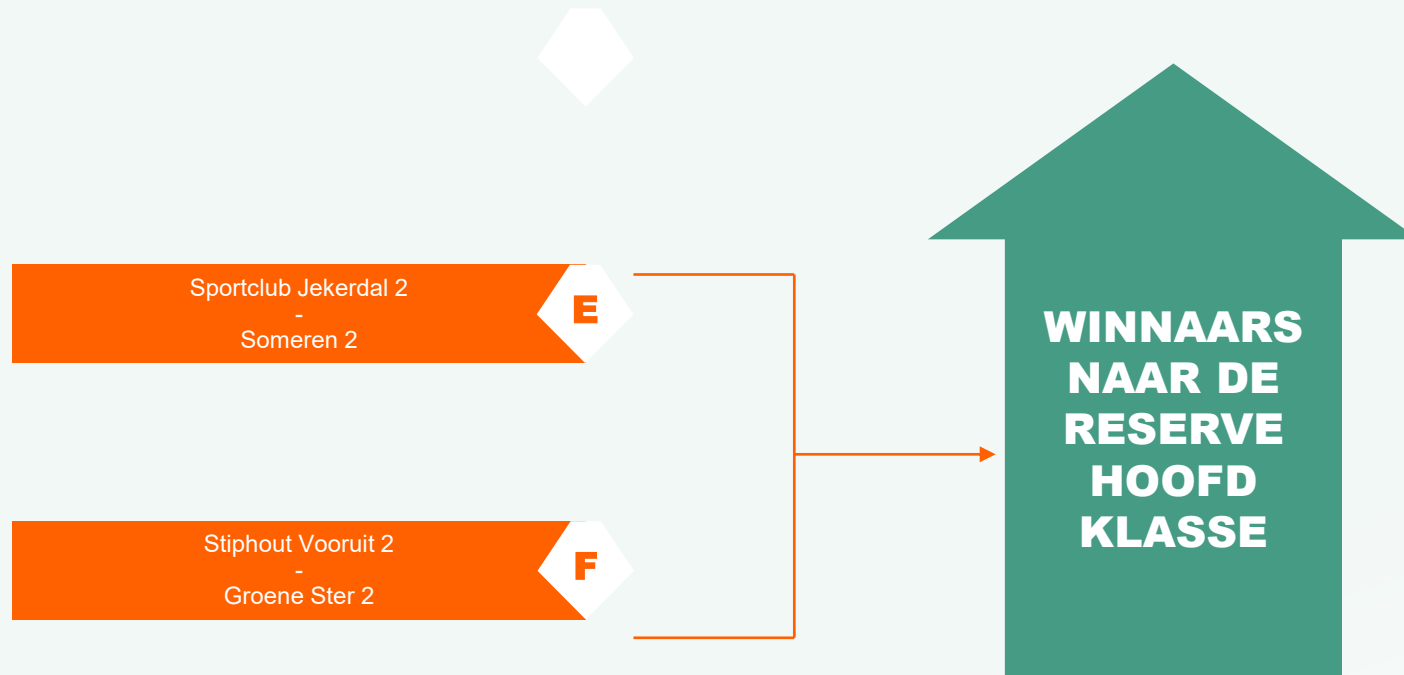 Sportclub Jekerdal 2
-
Someren 2
E
Stiphout Vooruit 2
-
Groene Ster 2
F
WINNAARS
NAAR DE
RESERVE
HOOFD
KLASSE